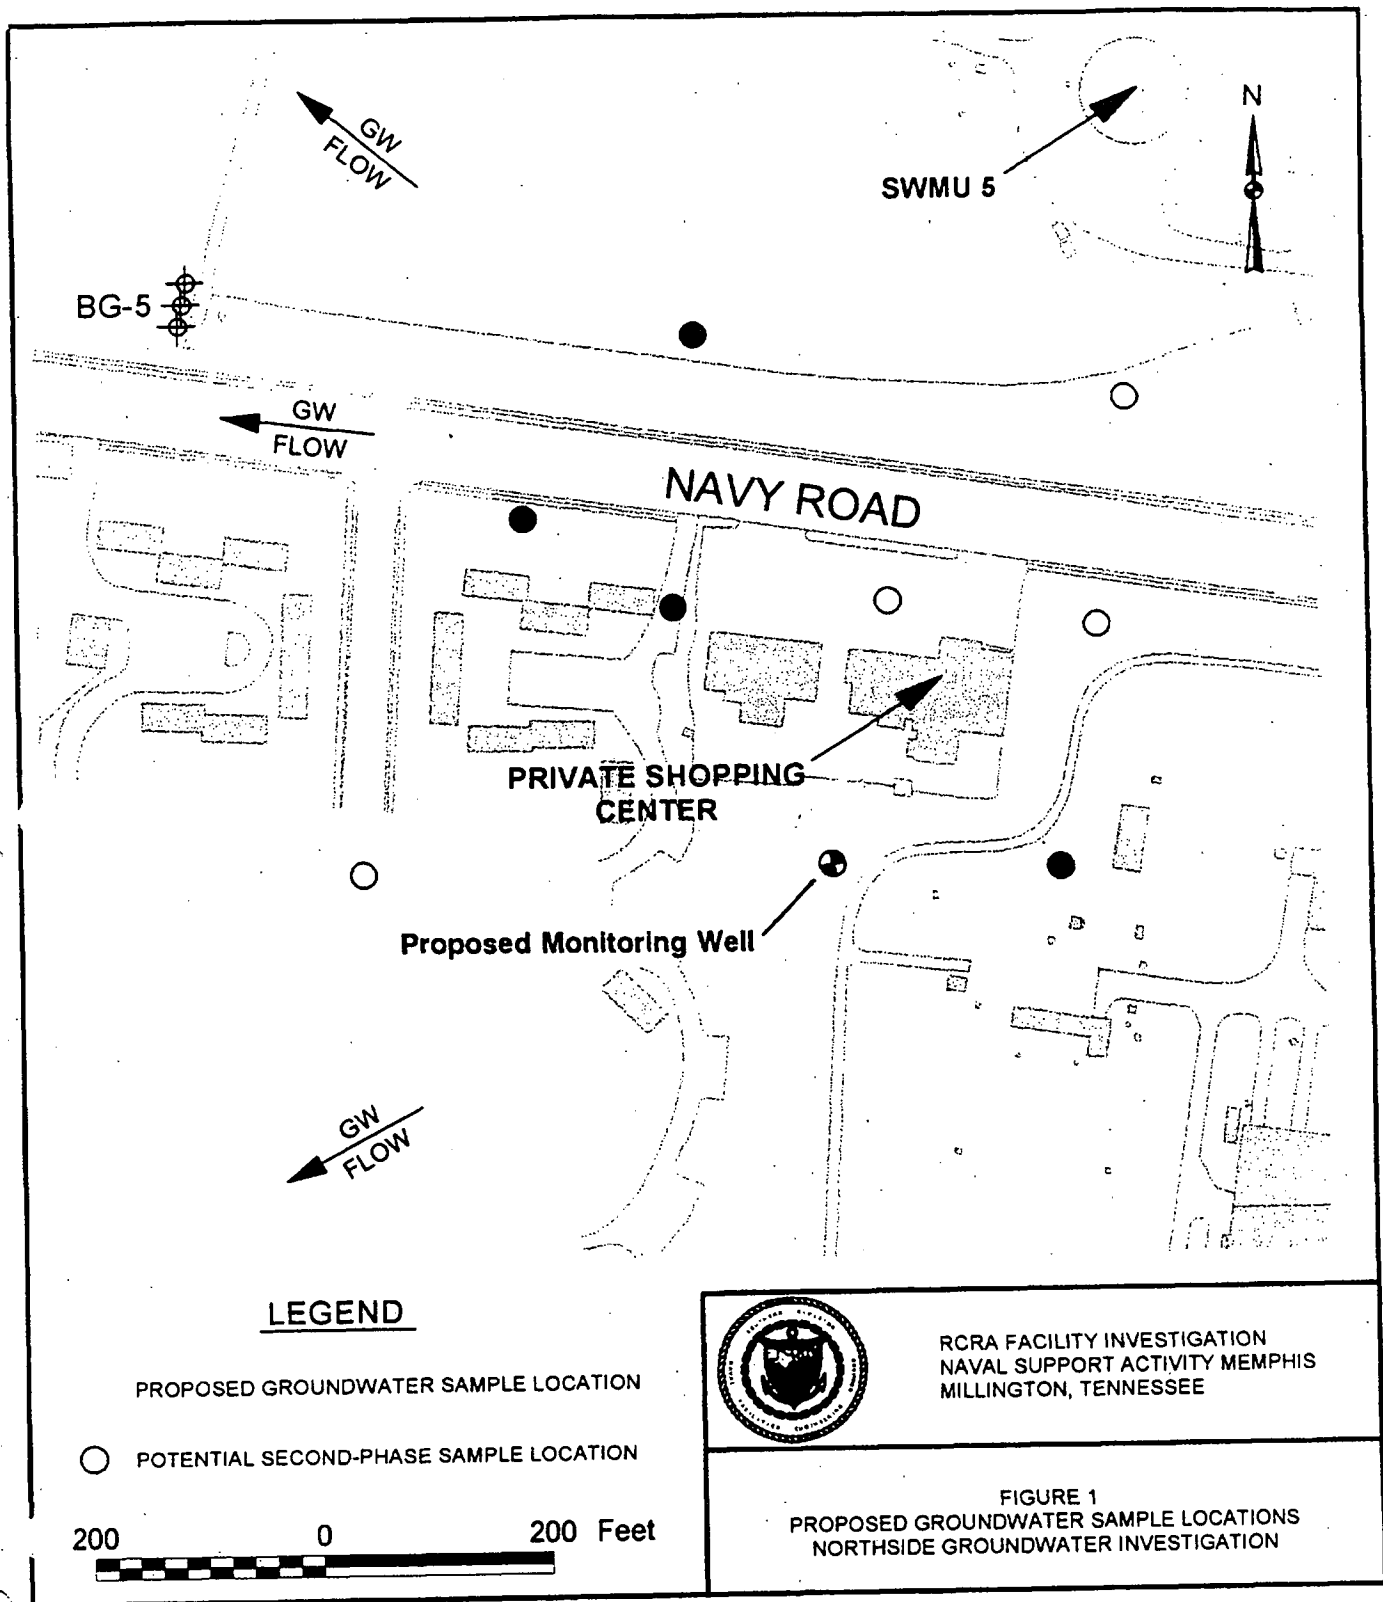 N
GW
FLOW
SWMU 5
BG-5
GW
FLOW
NAVY ROAD
PRIVATE SHOPPING
CENTER
Proposed Monitoring Well
GW
FLOW
LEGEND
PROPOSED GROUNDWATER SAMPLE LOCATION
POTENTIAL SECOND-PHASE SAMPLE LOCATION
200 0 200 Feet
RCRA FACILITY INVESTIGATION
NAVAL SUPPORT ACTIVITY MEMPHIS
MILLINGTON, TENNESSEE
FIGURE 1
PROPOSED GROUNDWATER SAMPLE LOCATIONS
NORTHSIDE GROUNDWATER INVESTIGATION